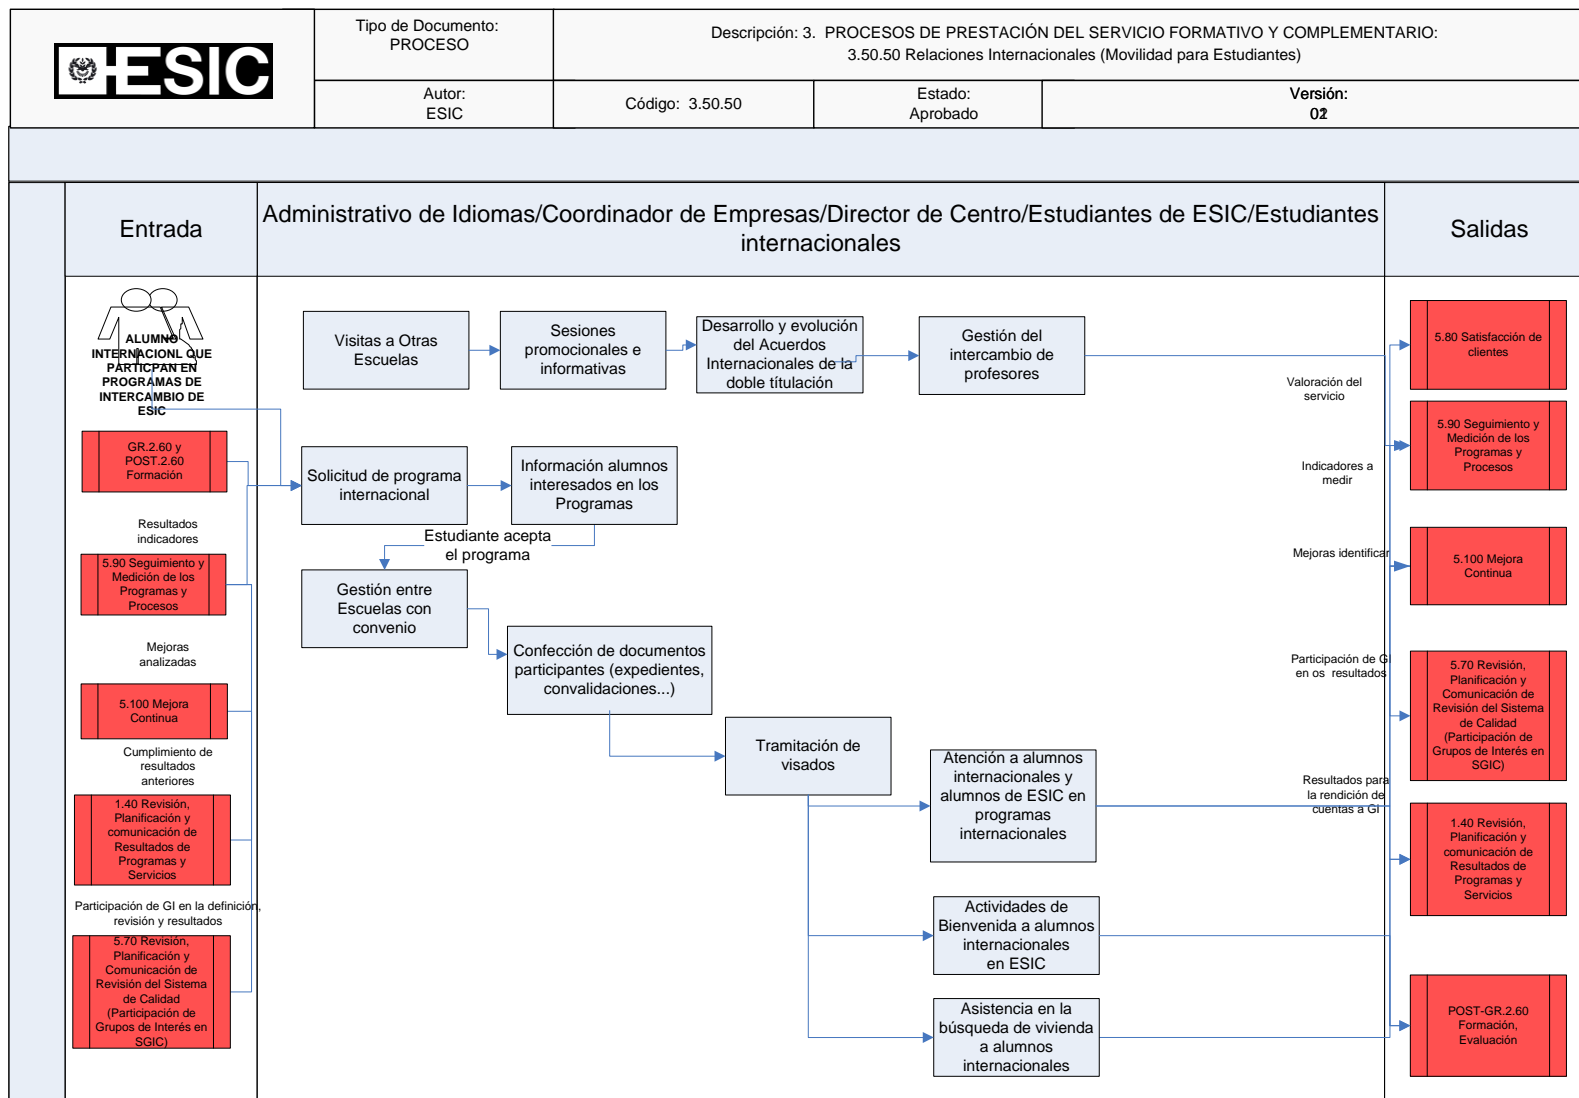 ESIC
Tipo de Documento:
PROCESO
Descripción: 3. PROCESOS DE PRESTACIÓN DEL SERVICIO FORMATIVO Y COMPLEMENTARIO:
3.50.50 Relaciones Internacionales (Movilidad para Estudiantes)
Autor:
ESIC
Código: 3.50.50
Estado:
Aprobado
Versión:
Entrada
Administrativo de Idiomas/Coordinador de Empresas/Director de Centro/Estudiantes de ESIC/Estudiantes
internacionales
Salidas
ALUMNO
INTERNACIONL QUE
PARTICPAN EN
PROGRAMAS DE
INTERCAMBIO DE
ESIC
GR.2.60 y
POST.2.60
Formación
Resultados
indicadores
5.90 Seguimiento y
Medición de los
Programas y
Procesos
Mejoras
analizadas
5.100 Mejora
Continua
Cumplimiento de
resultados
anteriores
1.40 Revisión,
Planificación y
comunicación de
Resultados de
Programas y
Servicios
Participación de GI en la definición,
revisión y resultados
5.70 Revisión,
Planificación y
Comunicación de
Revisión del Sistema
de Calidad
(Participación de
Grupos de Interés en
SGIC)
Visitas a Otras
Escuelas
Sesiones
promocionales e
informativas
Desarrollo y evolución
del Acuerdos
Internacionales de la
doble títulación
Gestión del
intercambio de
profesores
Solicitud de programa
internacional
Información alumnos
interesados en los
Programas
Estudiante acepta
el programa
Gestión entre
Escuelas con
convenio
Confección de documentos
participantes (expedientes,
convalidaciones...)
Tramitación de
visados
Atención a alumnos
internacionales y
alumnos de ESIC en
programas
internacionales
Actividades de
Bienvenida a alumnos
internacionales
en ESIC
Asistencia en la
búsqueda de vivienda
a alumnos
internacionales
Valoración del
servicio
Indicadores a
medir
Mejoras identificar
Participación de GI
en os resultados
Resultados para
la rendición de
cuentas a GI
5.80 Satisfacción de
clientes
5.90 Seguimiento y
Medición de los
Programas y
Procesos
5.100 Mejora
Continua
5.70 Revisión,
Planificación y
Comunicación de
Revisión del Sistema
de Calidad
(Participación de
Grupos de Interés en
SGIC)
1.40 Revisión,
Planificación y
comunicación de
Resultados de
Programas y
Servicios
POST-GR.2.60
Formación,
Evaluación